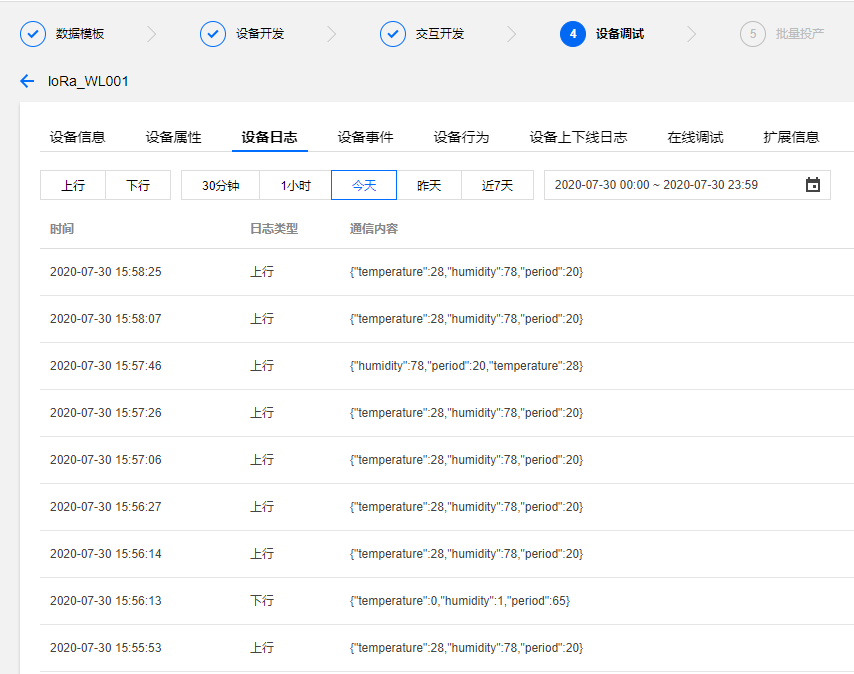 数据模板 设备开发 交互开发 4 设备调试 5 批量投产
loRa_WL001
设备信息 设备属性 设备日志 设备事件 设备行为 设备上下线日志 在线调试 扩展信息
上行 下行 30分钟 1小时 今天 昨天 近7天 2020-07-30 00:00 ~ 2020-07-30 23:59
时间 日志类型 通信内容
2020-07-30 15:58:25 上行 {"temperature":28,"humidity":78,"period":20}
2020-07-30 15:58:07 上行 {"temperature":28,"humidity":78,"period":20}
2020-07-30 15:57:46 上行 {"humidity":78,"period":20,"temperature":28}
2020-07-30 15:57:26 上行 {"temperature":28,"humidity":78,"period":20}
2020-07-30 15:57:06 上行 {"temperature":28,"humidity":78,"period":20}
2020-07-30 15:56:27 上行 {"temperature":28,"humidity":78,"period":20}
2020-07-30 15:56:14 上行 {"temperature":28,"humidity":78,"period":20}
2020-07-30 15:56:13 下行 {"temperature":0,"humidity":1,"period":65}
2020-07-30 15:55:53 上行 {"temperature":28,"humidity":78,"period":20}